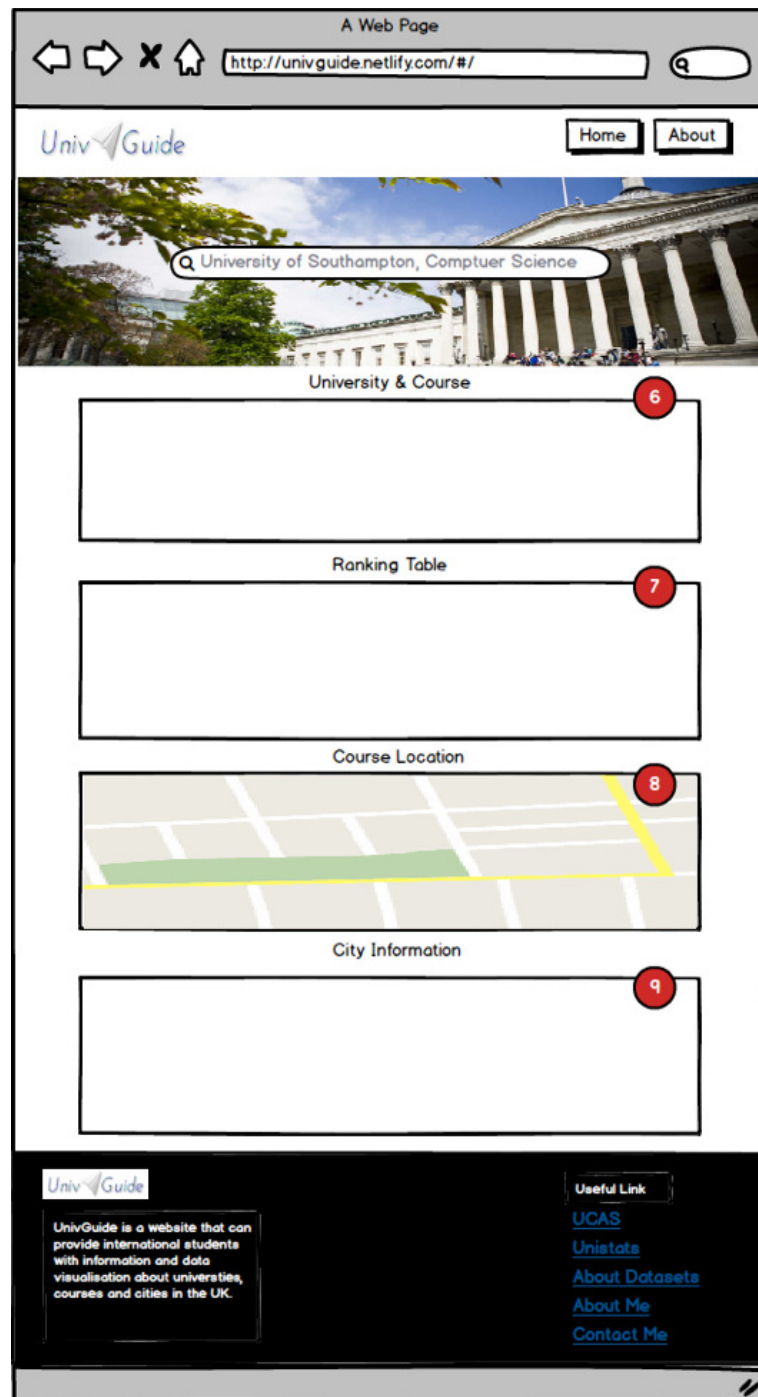 A Web Page
http://univguide.netlify.com/#/
Univ Guide
Home
About
University of Southampton, Comptuer Science
University & Course
6
Ranking Table
7
Course Location
8
City Information
9
Univ Guide
UnivGuide is a website that can
provide international students
with information and data
visualisation about universties,
courses and cities in the UK.
Useful Link
UCAS
Unistats
About Datasets
About Me
Contact Me